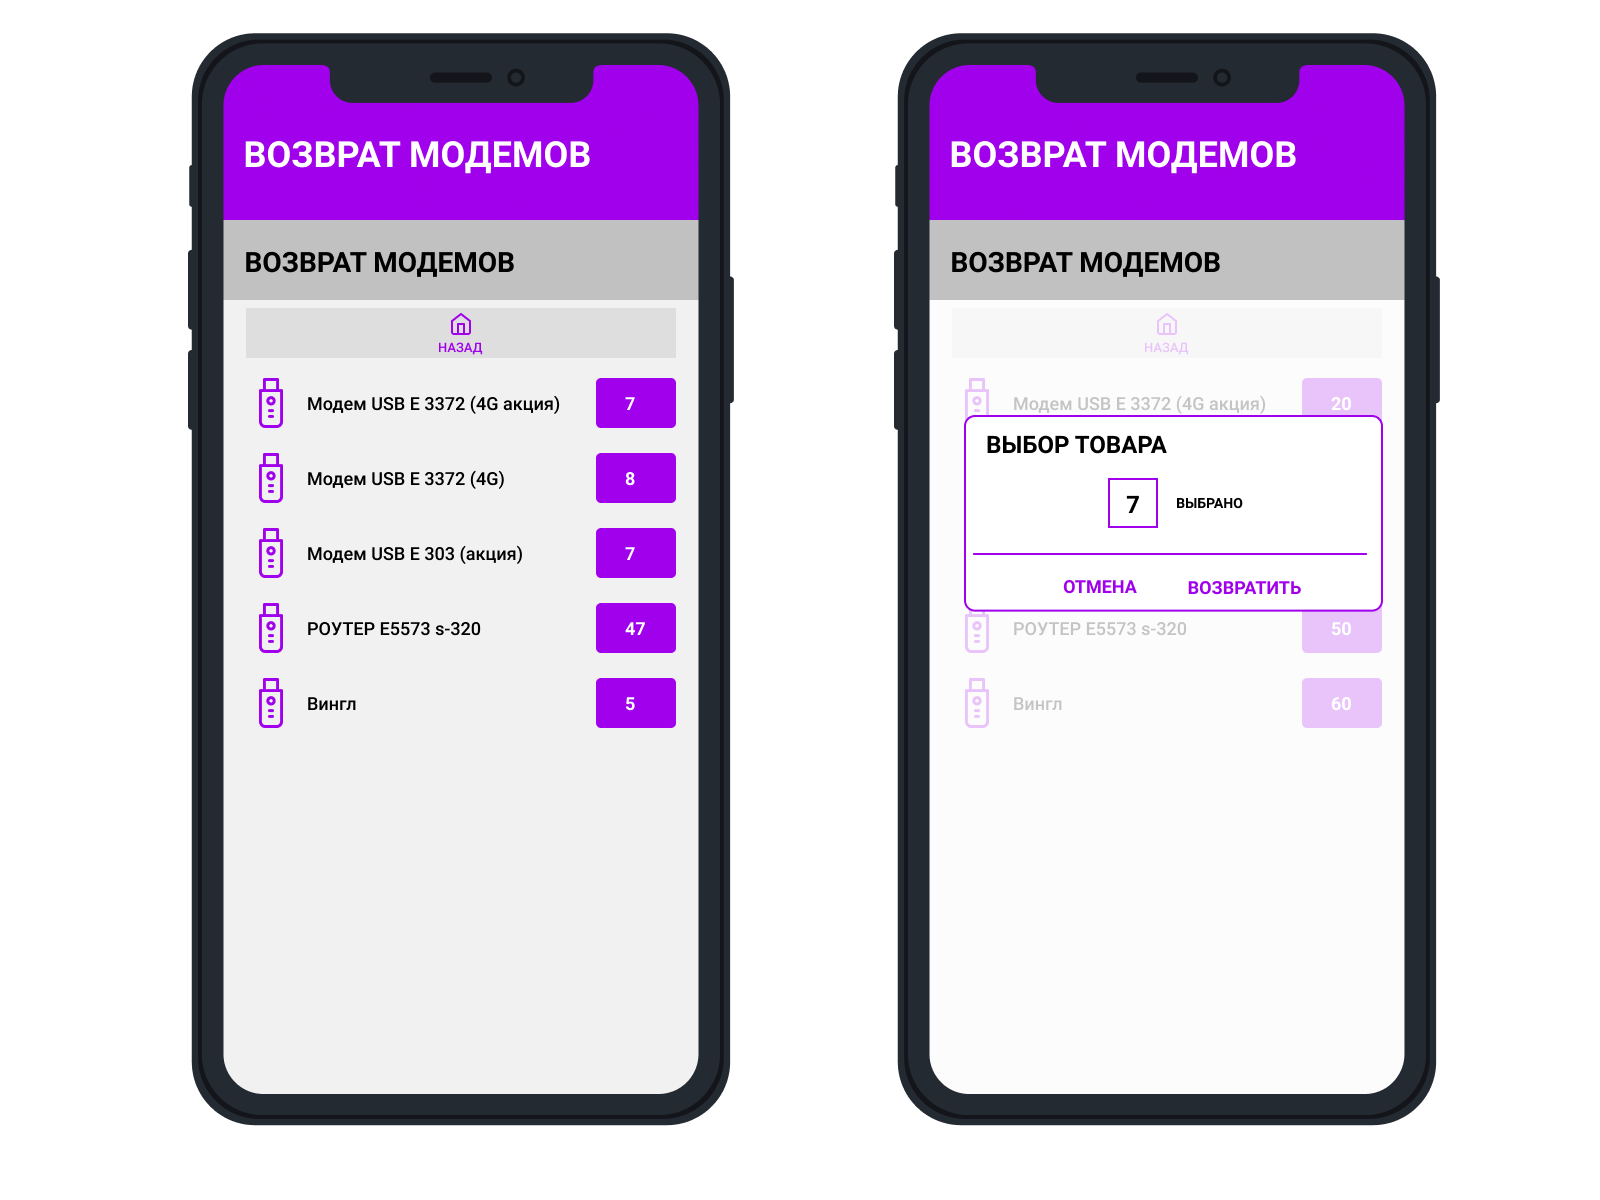 ВОЗВРАТ МОДЕМОВ
ВОЗВРАТ МОДЕМОВ
НАЗАД
Модем USB E 3372 (4G акция) 7
Модем USB E 3372 (4G) 8
Модем USB E 303 (акция) 7
РОУТЕР E5573 s-320 47
Вингл 5
ВОЗВРАТ МОДЕМОВ
ВОЗВРАТ МОДЕМОВ
НАЗАД
Модем USB E 3372 (4G акция) 20
ВЫБОР ТОВАРА
7 ВЫБРАНО
ОТМЕНА ВОЗВРАТИТЬ
РОУТЕР E5573 s-320 50
Вингл 60